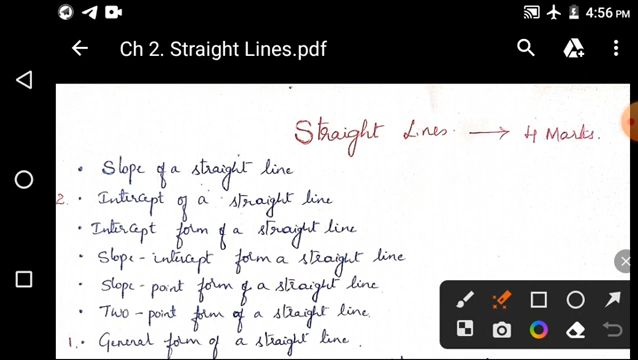 4:56 PM
Ch 2. Straight Lines.pdf
Straight Lines. → 4 Marks.
• Slope of a straight line
2. • Intercept of a straight line
• Intercept form of a straight line
• Slope-intercept form a straight line
• Slope-point form of a straight line
• Two-point form of a straight line.
1. • General form of a straight line.